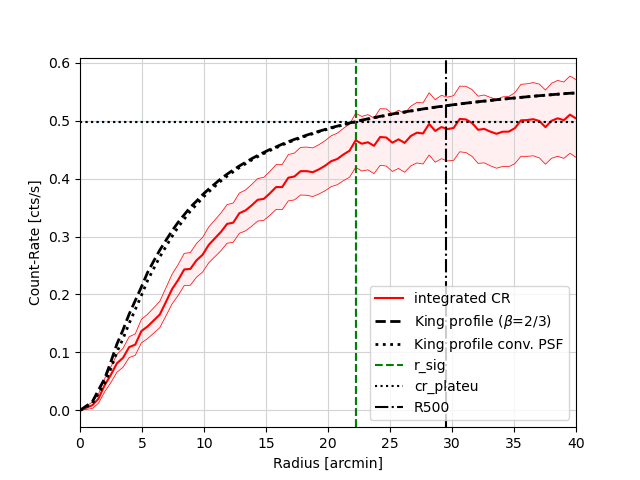 0.6
0.5
0.4
0.3
0.2
0.1
0.0
Count-Rate [cts/s]
integrated CR
King profile (β=2/3)
King profile conv. PSF
r_sig
cr_plateu
R500
0 5 10 15 20 25 30 35 40
Radius [arcmin]